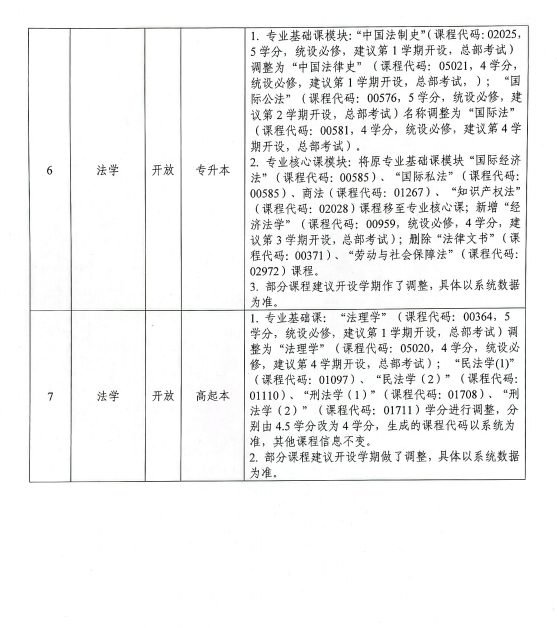 1. 专业基础课模块：“中国法制史”（课程代码：02025，
5 学分，统设必修，建议第 1 学期开设，总部考试）
调整为“中国法律史”（课程代码：05021，4 学分，
统设必修，建议第 1 学期开设，总部考试，）；“国
际公法”（课程代码：00576，5 学分，统设必修，建
议第 2 学期开设，总部考试）名称调整为“国际法”
（课程代码：00581，4 学分，统设必修，建议第 4 学
期开设，总部考试）。
6 法学 开放 专升本
2. 专业核心课模块：将原专业基础课模块“国际经济
法”（课程代码：00585）、“国际私法”（课程代码：
00585）、商法（课程代码：01267）、“知识产权法”
（课程代码：02028）课程移至专业核心课；新增“经
济法学”（课程代码：00959，统设必修，4 学分，建
议第 3 学期开设，总部考试）；删除“法律文书”（课
程代码：00371）、“劳动与社会保障法”（课程代码：
02972）课程。
3. 部分课程建议开设学期作了调整，具体以系统数据
为准。
1. 专业基础课：“法理学”（课程代码：00364，5
学分，统设必修，建议第 1 学期开设，总部考试）调
整为“法理学”（课程代码：05020，4 学分，统设必
修，建议第 4 学期开设，总部考试）；“民法学(1)”
（课程代码：01097）、“民法学（2）”（课程代码：
7 法学 开放 高起本
01110）、“刑法学（1）”（课程代码：01708）、“刑
法学（2）”（课程代码：01711）学分进行调整，分
别由 4.5 学分改为 4 学分，生成的课程代码以系统为
准，其他课程信息不变。
2. 部分课程建议开设学期做了调整，具体以系统数据
为准。